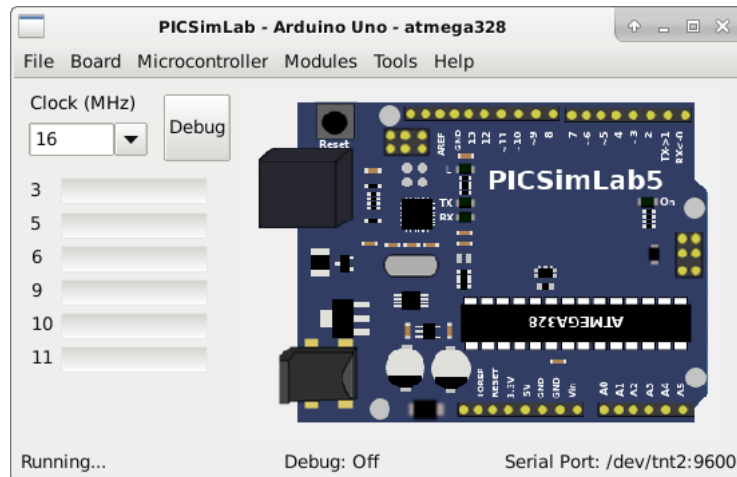 PICSimLab - Arduino Uno - atmega328
File Board Microcontroller Modules Tools Help
Clock (MHz)
16
Debug
3
5
6
9
10
11
Reset
AREF
GND
13
12
~11
~10
~9
8
7
~6
~5
4
~3
2
TX->1
RX<-0
L
PICSimLab5
TX
RX
On
ATMEGA328
IOREF
RESET
3.3V
5V
GND
GND
Vin
A0
A1
A2
A3
A4
A5
Running...
Debug: Off
Serial Port: /dev/tnt2:9600